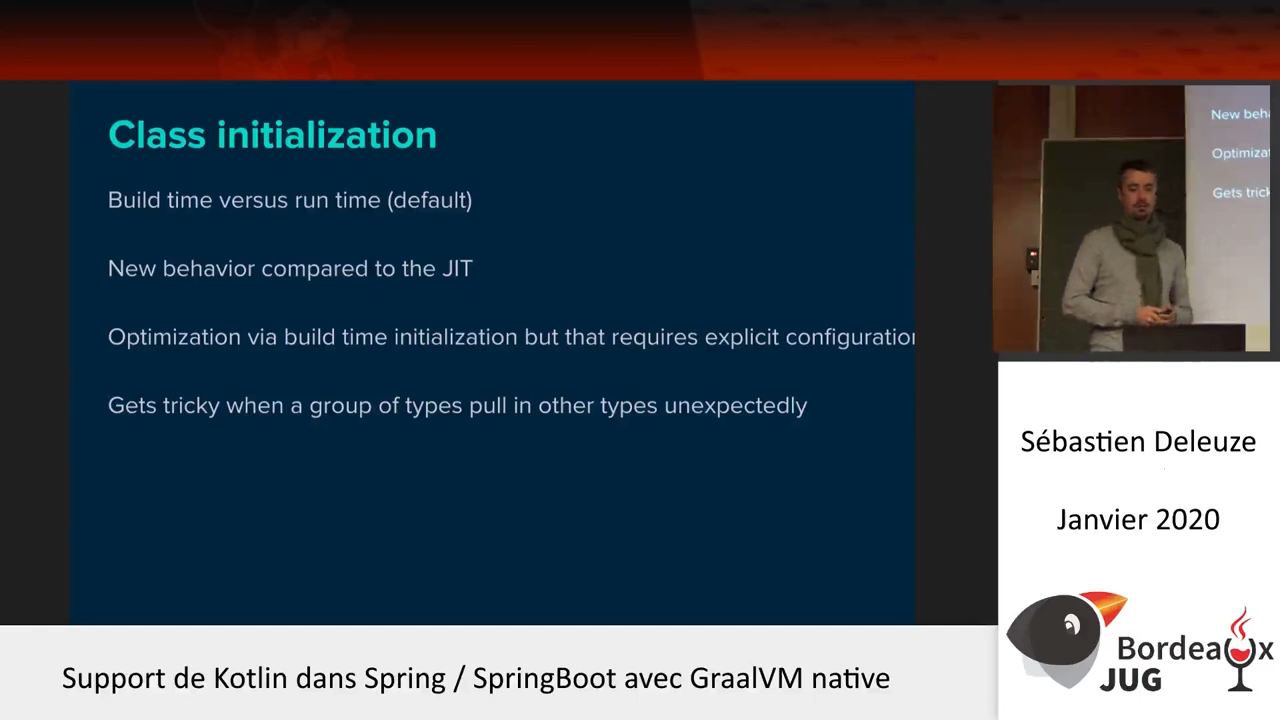 Class initialization
Build time versus run time (default)
New behavior compared to the JIT
Optimization via build time initialization but that requires explicit configuration
Gets tricky when a group of types pull in other types unexpectedly
New beh
Optimiza
Gets trick
Sébastien Deleuze
Janvier 2020
Bordeaux
JUG
Support de Kotlin dans Spring / SpringBoot avec GraalVM native